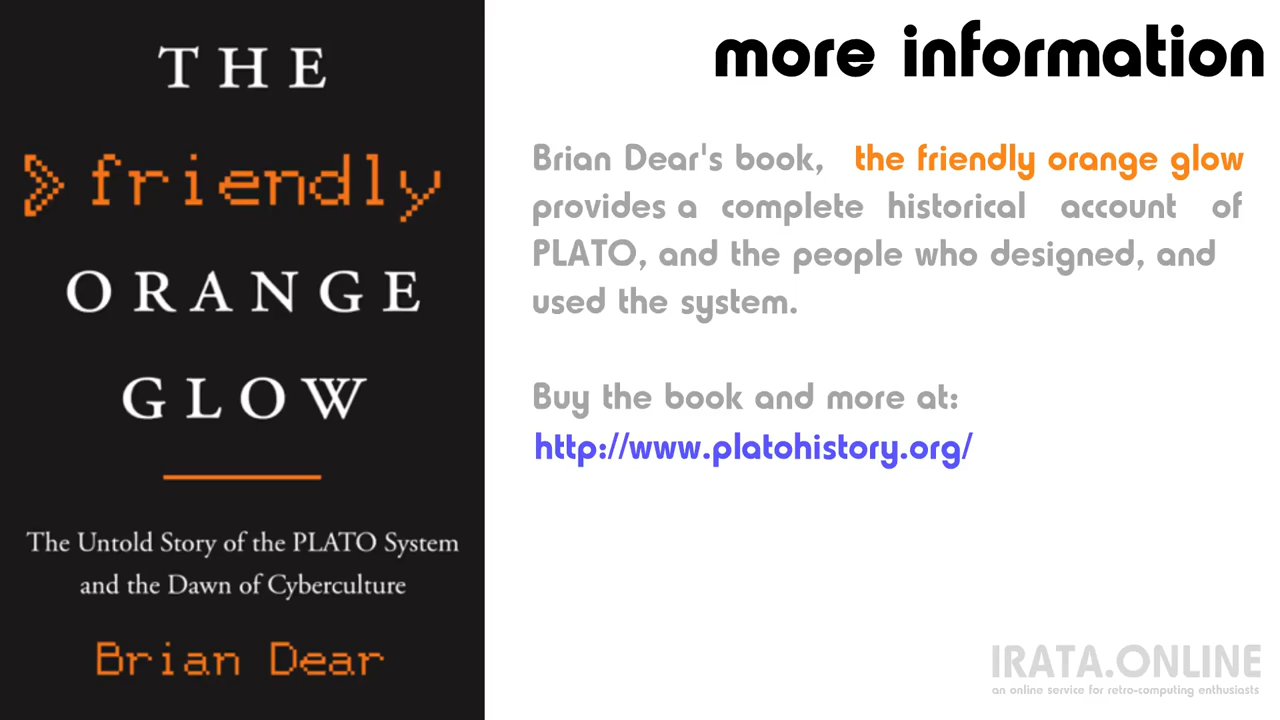 THE
friendly
ORANGE
GLOW
The Untold Story of the PLATO System
and the Dawn of Cyberculture
Brian Dear
more information
Brian Dear's book, the friendly orange glow
provides a complete historical account of
PLATO, and the people who designed, and
used the system.
Buy the book and more at:
http://www.platohistory.org/
IRATA.ONLINE
an online service for retro-computing enthusiasts